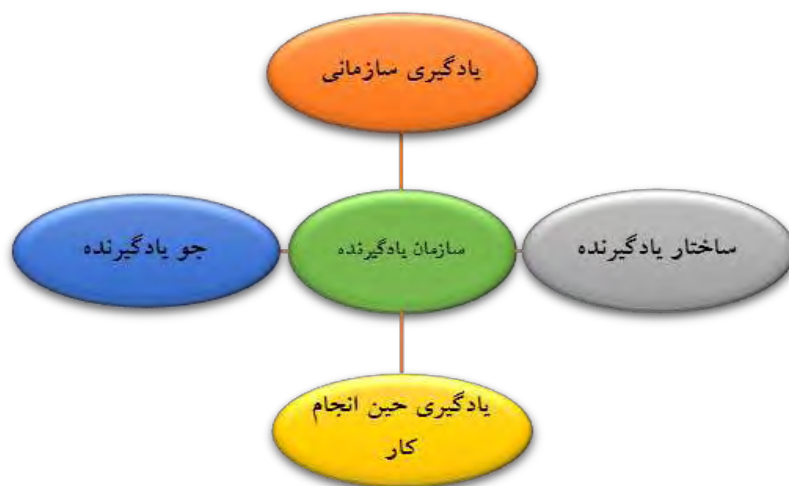 یادگیری سازمانی
ساختار یادگیرنده
سازمان یادگیرنده
جو یادگیرنده
یادگیری حین انجام
کار